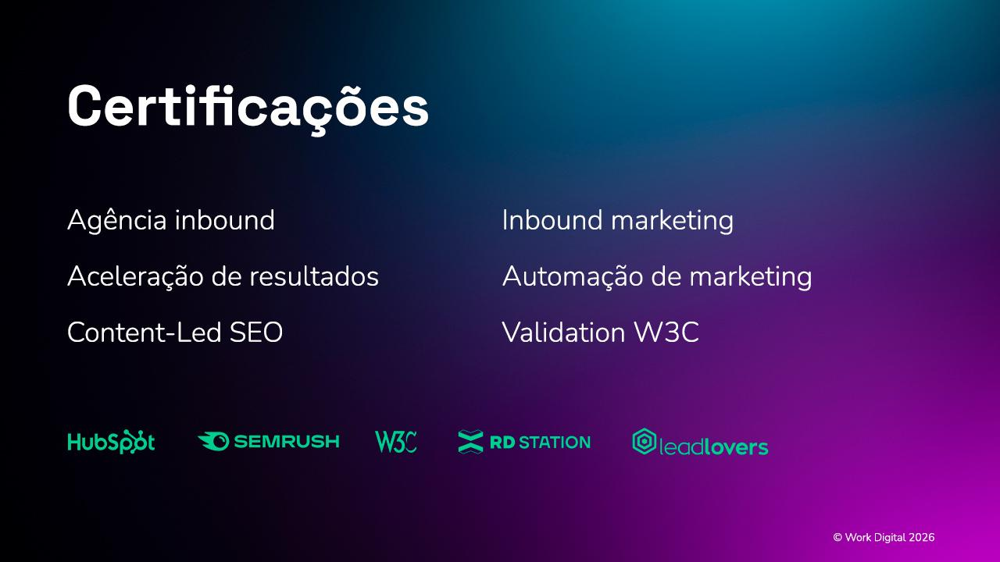 Certificações
Agência inbound
Aceleração de resultados
Content-Led SEO
Inbound marketing
Automação de marketing
Validation W3C
HubSpot
SEMRUSH
W3C
RD STATION
leadlovers
© Work Digital 2026